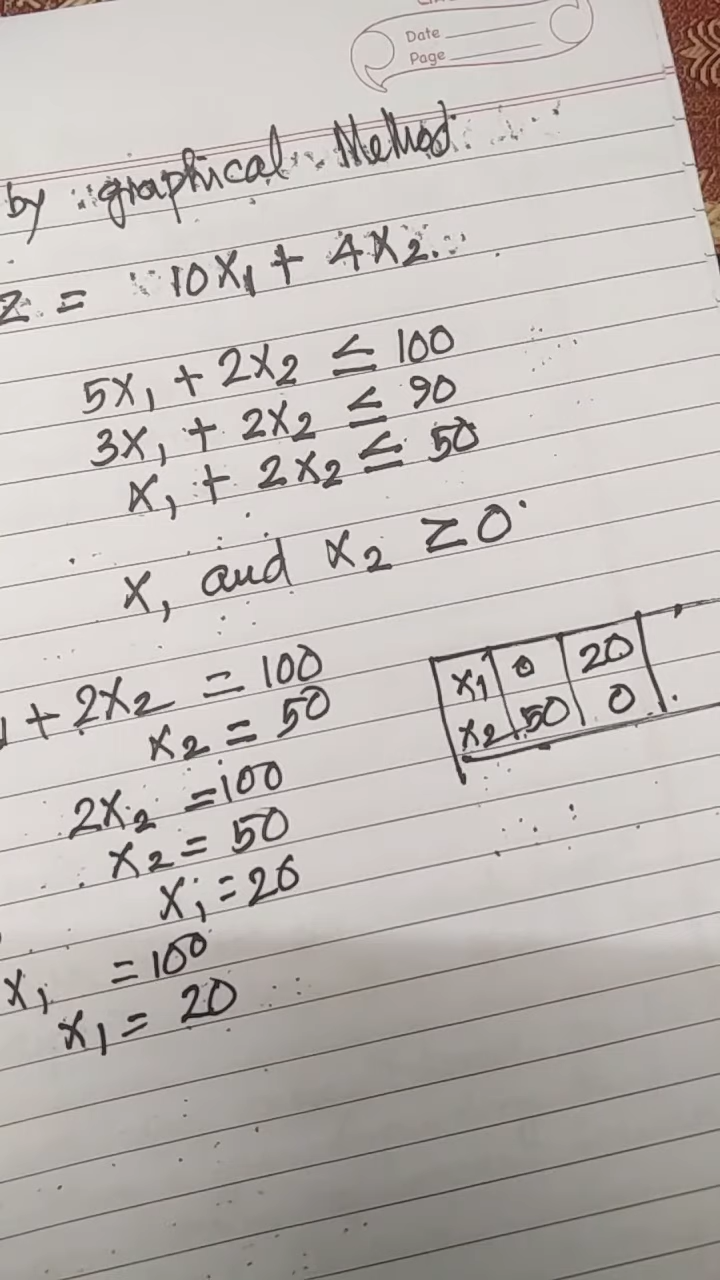 Date
Page
by graphical Method
Z = 10X₁ + 4X₂.
5X₁ + 2X₂ ≤ 100
3X₁ + 2X₂ ≤ 90
X₁ + 2X₂ ≤ 50
X₁ and X₂ ≥ 0.
+ 2X₂ = 100
X₂ = 50
2X₂ = 100
X₂ = 50
X₁ = 20
X₁ = 100
X₁ = 20
X₁ 0 20
X₂ 50 0